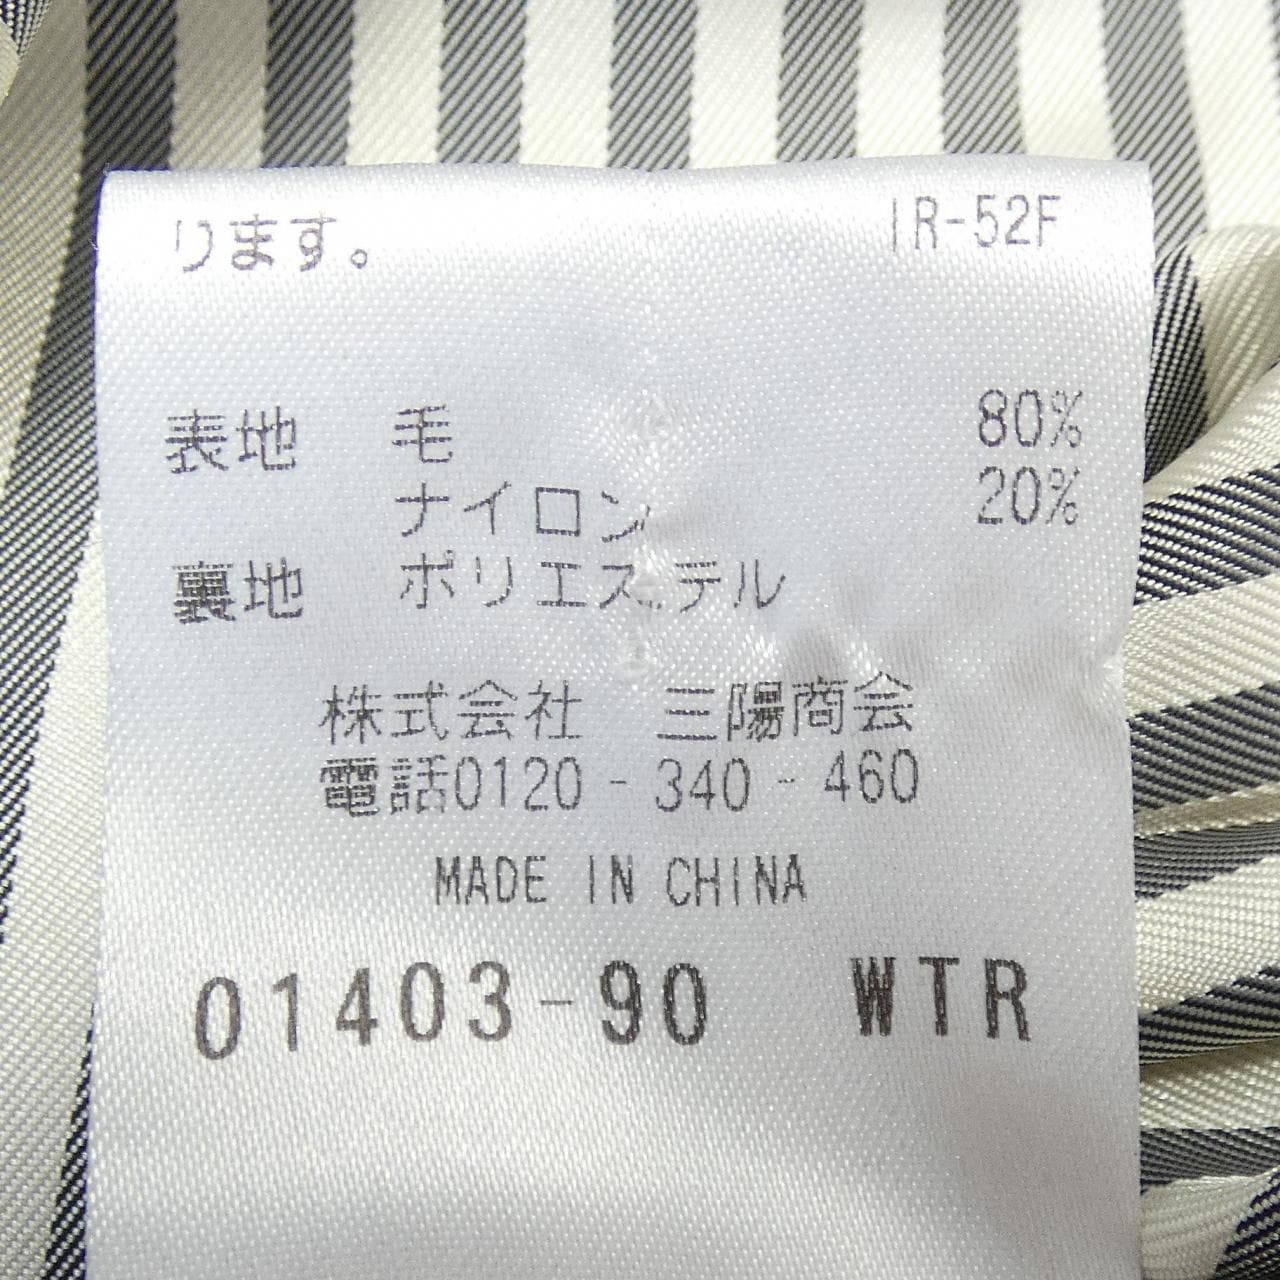 ります。 IR-52F
表地 毛 80%
ナイロン 20%
裏地 ポリエステル
株式会社 三陽商会
電話0120-340-460
MADE IN CHINA
01403-90 WTR